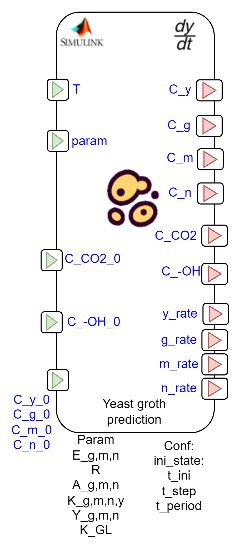 SIMULINK
dy
dt
T
C_y
C_g
param
C_m
C_n
C_CO2
C_CO2_0
C_-OH
C_-OH_0
y_rate
g_rate
m_rate
n_rate
C_y_0
C_g_0
C_m_0
C_n_0
Yeast groth
prediction
Param
E_g,m,n
R
A_g,m,n
K_g,m,n,y
Y_g,m,n
K_GL
Conf:
ini_state:
t_ini
t_step
t_period